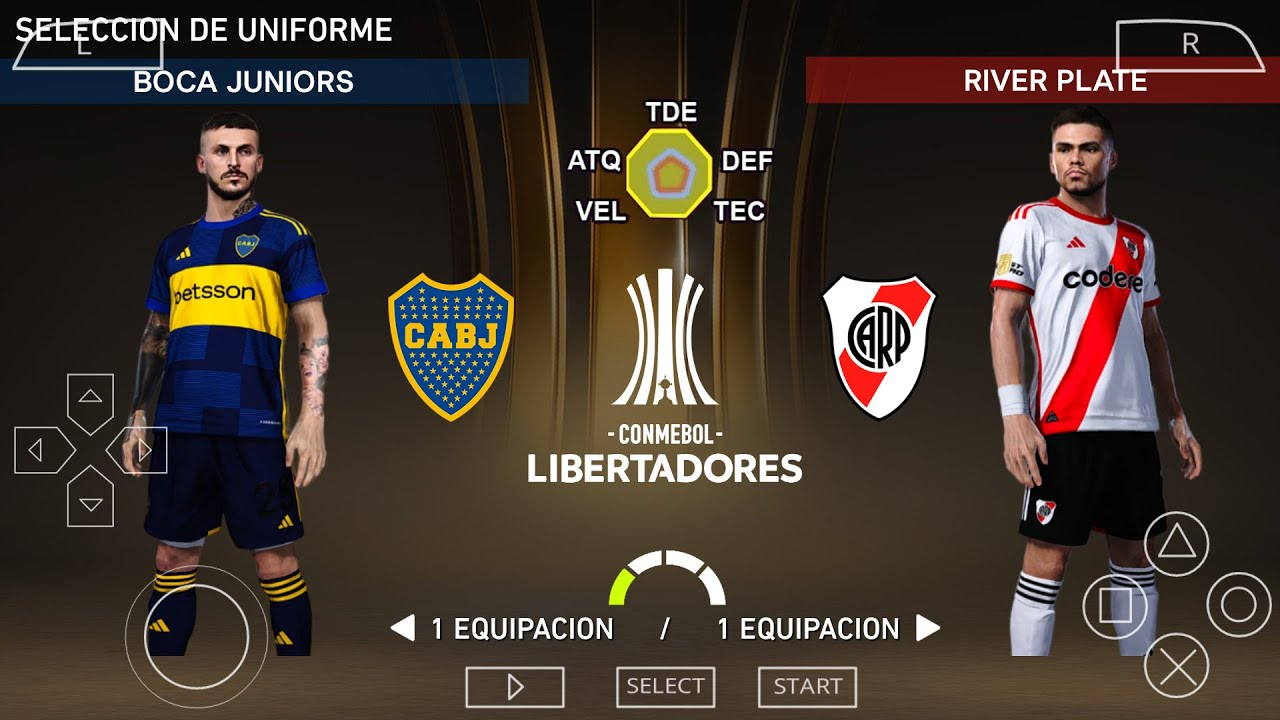 SELECCION DE UNIFORME
L
R
BOCA JUNIORS
RIVER PLATE
TDE
ATQ
DEF
VEL
TEC
CABJ
betsson
CABJ
CARP
codere
- CONMEBOL-
LIBERTADORES
1 EQUIPACION / 1 EQUIPACION
SELECT
START